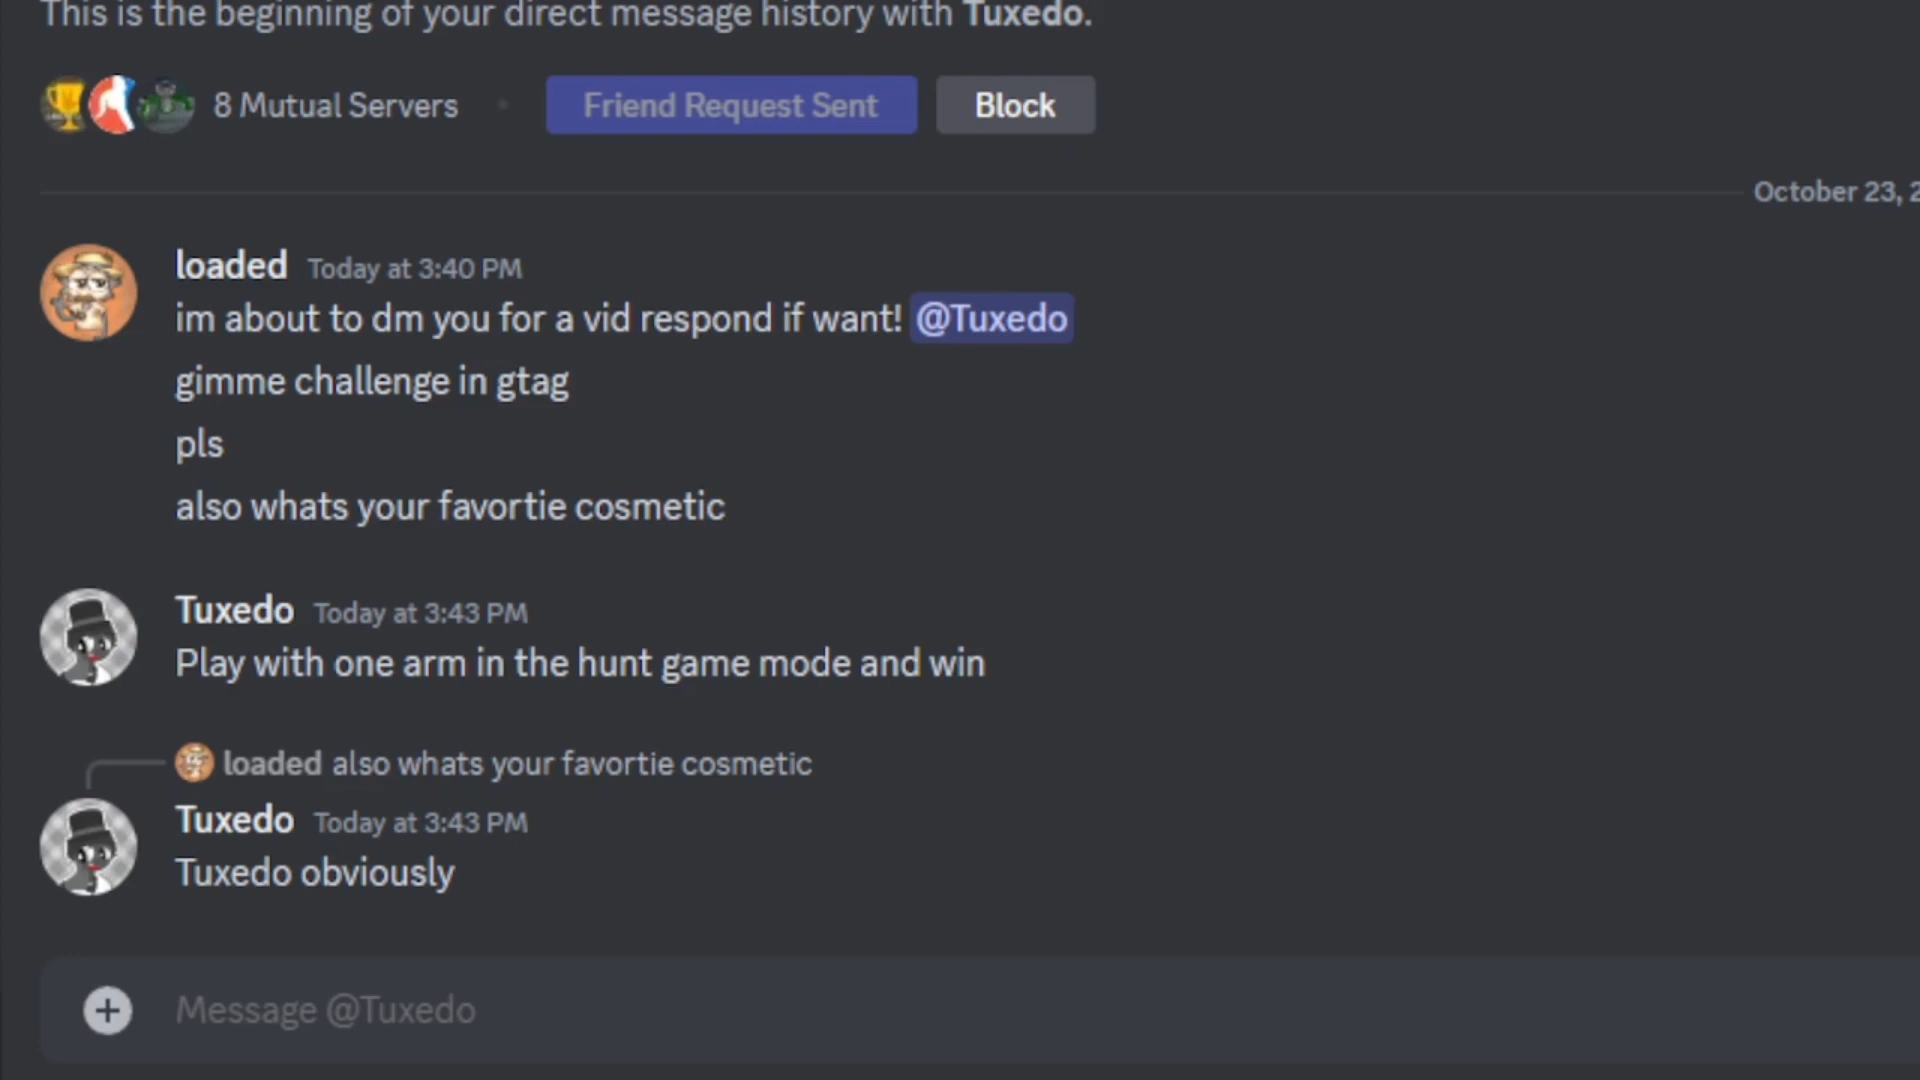 This is the beginning of your direct message history with Tuxedo.
8 Mutual Servers Friend Request Sent Block
October 23, 2
loaded Today at 3:40 PM
im about to dm you for a vid respond if want! @Tuxedo
gimme challenge in gtag
pls
also whats your favortie cosmetic
Tuxedo Today at 3:43 PM
Play with one arm in the hunt game mode and win
loaded also whats your favortie cosmetic
Tuxedo Today at 3:43 PM
Tuxedo obviously
Message @Tuxedo